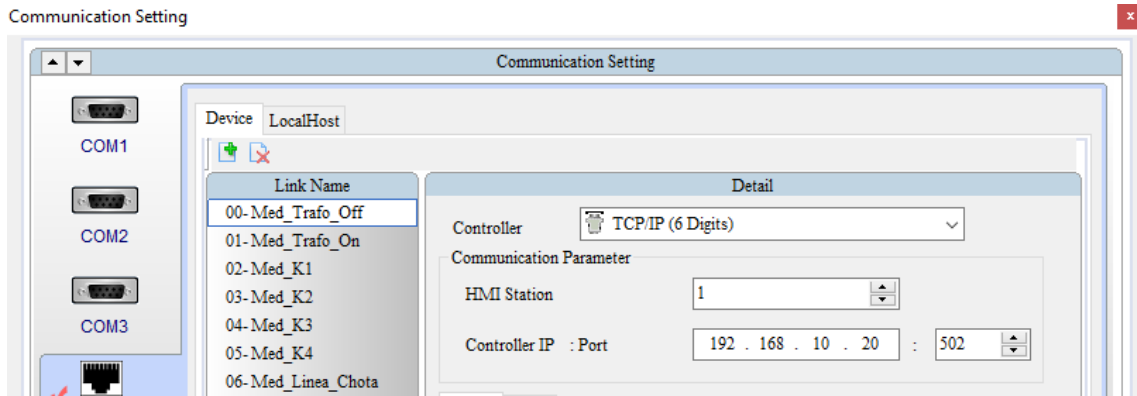 Communication Setting
x
Communication Setting
COM1
COM2
COM3
Device LocalHost
Link Name
00-Med_Trafo_Off
01-Med_Trafo_On
02-Med_K1
03-Med_K2
04-Med_K3
05-Med_K4
06-Med_Linea_Chota
Detail
Controller TCP/IP (6 Digits)
Communication Parameter
HMI Station 1
Controller IP : Port 192 . 168 . 10 . 20 : 502